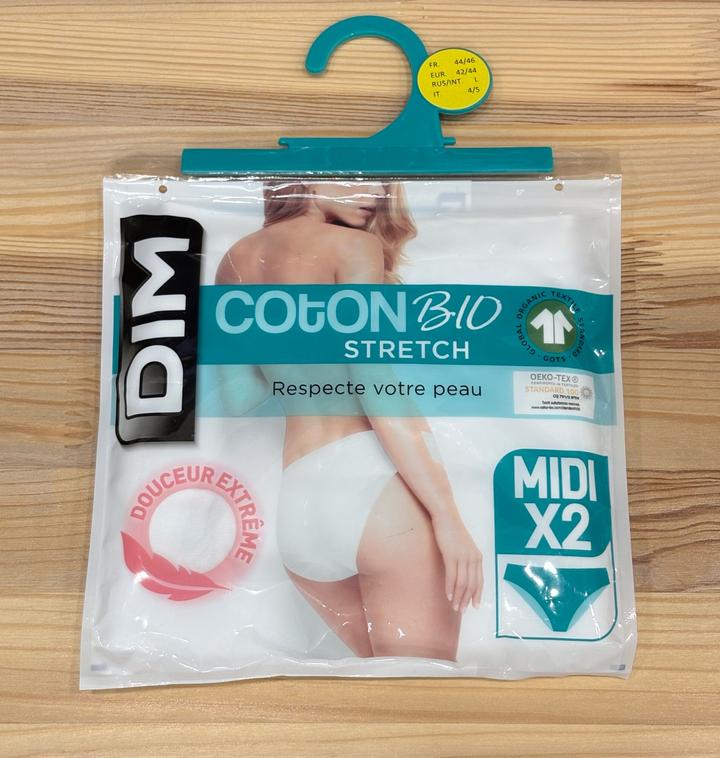 FR. 44/46
EUR. 42/44
RUS/INT. L
IT. 4/5
DIM
COtON BIO
STRETCH
Respecte votre peau
GLOBAL ORGANIC TEXTILE STANDARD · GOTS ·
OEKO-TEX ®
STANDARD 100
DOUCEUR EXTRÊME
MIDI
X2